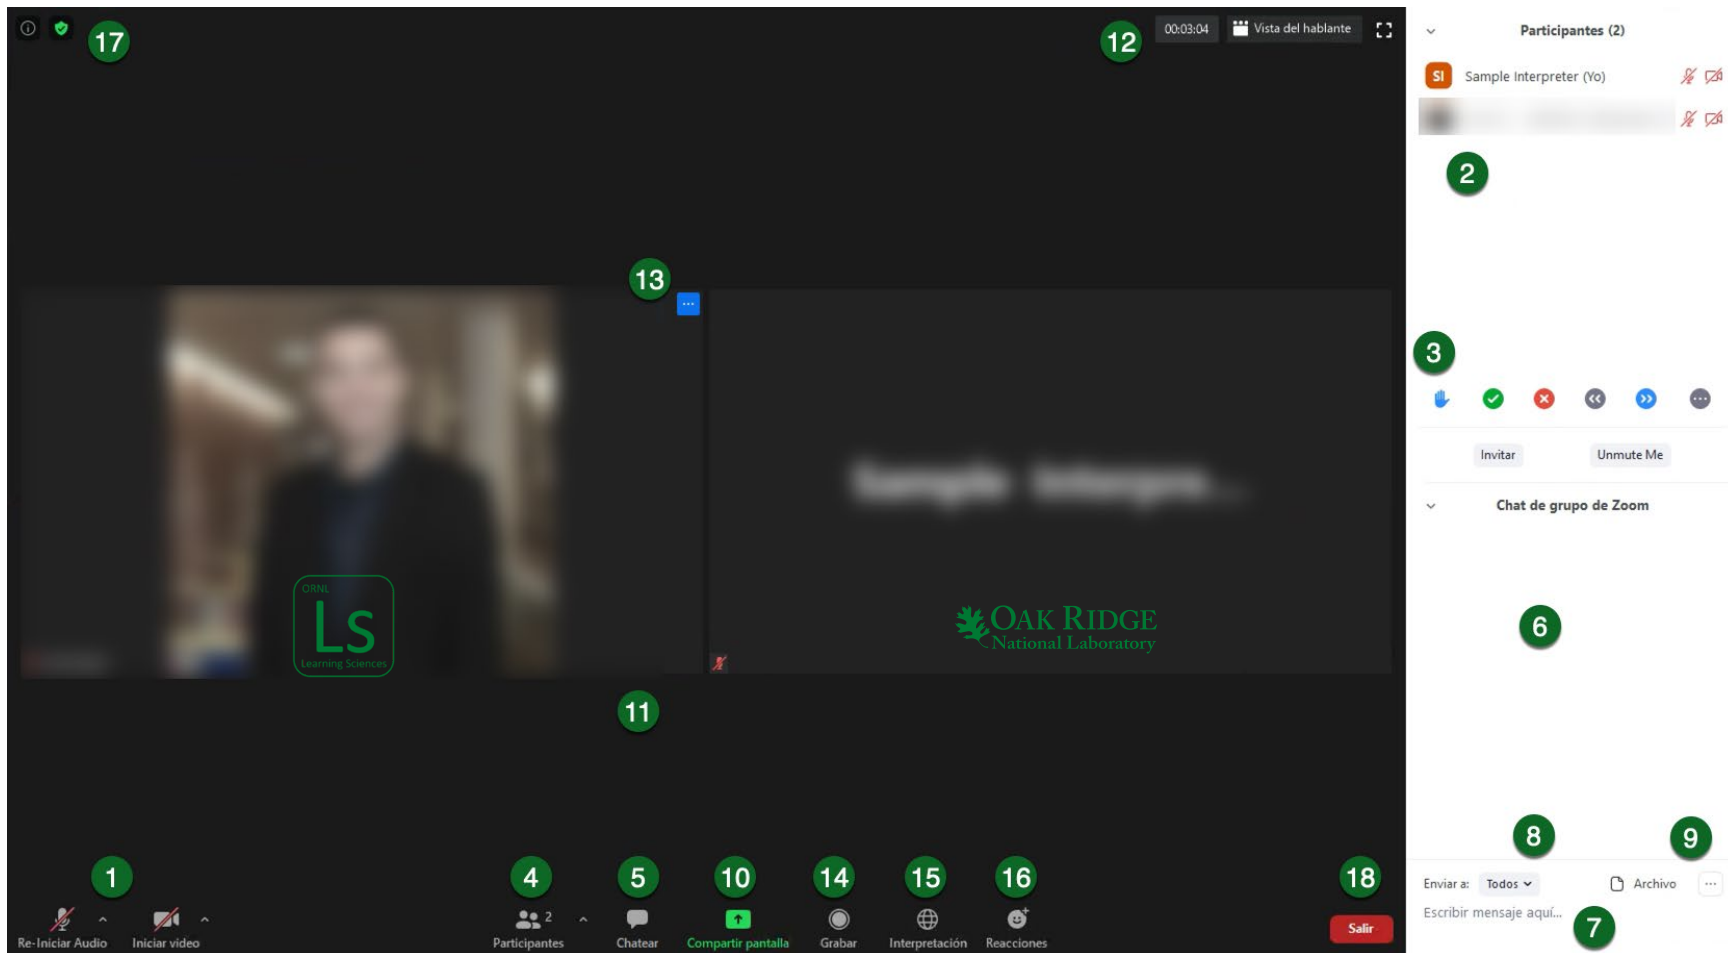 17
12
00:03:04
Vista del hablante
Participantes (2)
SI
Sample Interpreter (Yo)
2
13
3
Invitar
Unmute Me
Chat de grupo de Zoom
Sample Interpre...
ORNL
LS
Learning Sciences
OAK RIDGE
National Laboratory
6
11
8
9
1
4
5
10
14
15
16
18
Enviar a:
Todos
Archivo
Escribir mensaje aquí...
7
2
Re-Iniciar Audio
Iniciar video
Participantes
Chatear
Compartir pantalla
Grabar
Interpretación
Reacciones
Salir